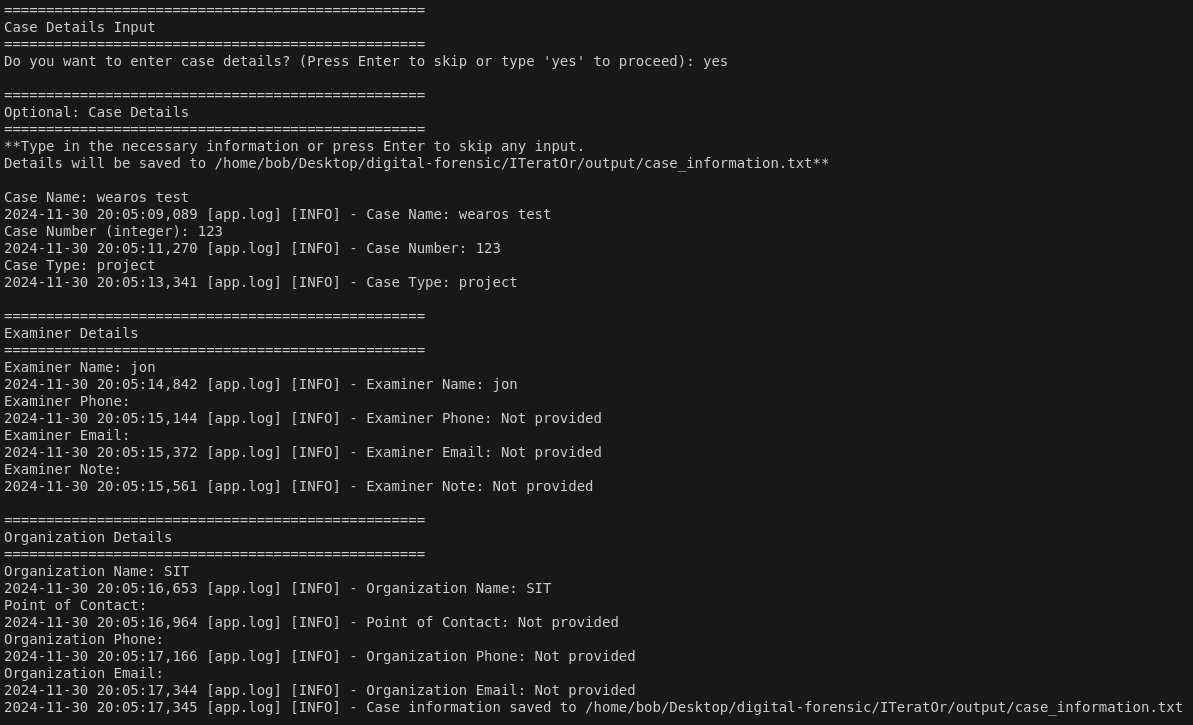 ==================================================
Case Details Input
==================================================
Do you want to enter case details? (Press Enter to skip or type 'yes' to proceed): yes
==================================================
Optional: Case Details
==================================================
**Type in the necessary information or press Enter to skip any input.
Details will be saved to /home/bob/Desktop/digital-forensic/ITeratOr/output/case_information.txt**
Case Name: wearos test
2024-11-30 20:05:09,089 [app.log] [INFO] - Case Name: wearos test
Case Number (integer): 123
2024-11-30 20:05:11,270 [app.log] [INFO] - Case Number: 123
Case Type: project
2024-11-30 20:05:13,341 [app.log] [INFO] - Case Type: project
==================================================
Examiner Details
==================================================
Examiner Name: jon
2024-11-30 20:05:14,842 [app.log] [INFO] - Examiner Name: jon
Examiner Phone:
2024-11-30 20:05:15,144 [app.log] [INFO] - Examiner Phone: Not provided
Examiner Email:
2024-11-30 20:05:15,372 [app.log] [INFO] - Examiner Email: Not provided
Examiner Note:
2024-11-30 20:05:15,561 [app.log] [INFO] - Examiner Note: Not provided
==================================================
Organization Details
==================================================
Organization Name: SIT
2024-11-30 20:05:16,653 [app.log] [INFO] - Organization Name: SIT
Point of Contact:
2024-11-30 20:05:16,964 [app.log] [INFO] - Point of Contact: Not provided
Organization Phone:
2024-11-30 20:05:17,166 [app.log] [INFO] - Organization Phone: Not provided
Organization Email:
2024-11-30 20:05:17,344 [app.log] [INFO] - Organization Email: Not provided
2024-11-30 20:05:17,345 [app.log] [INFO] - Case information saved to /home/bob/Desktop/digital-forensic/ITeratOr/output/case_information.txt